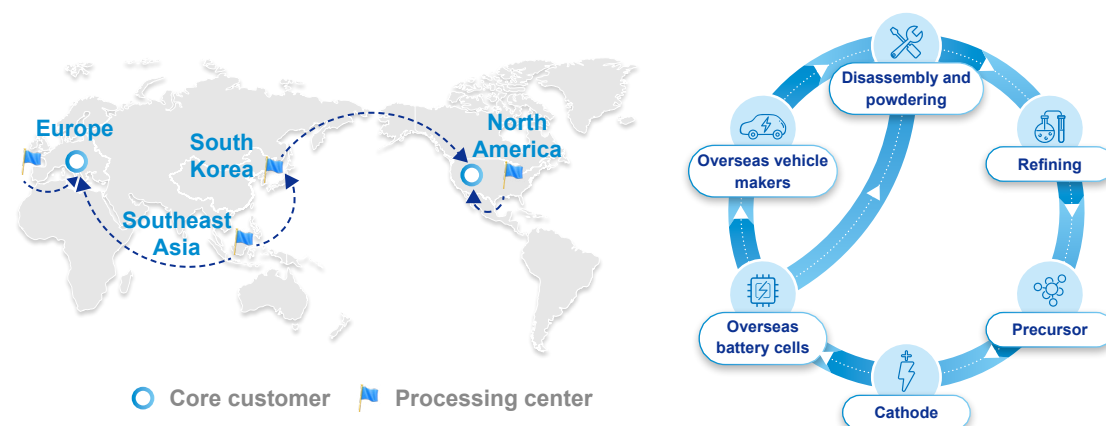 Europe
South
Korea
North
America
Southeast
Asia
Core customer
Processing center
Disassembly and
powdering
Overseas vehicle
makers
Refining
Overseas
battery cells
Precursor
Cathode